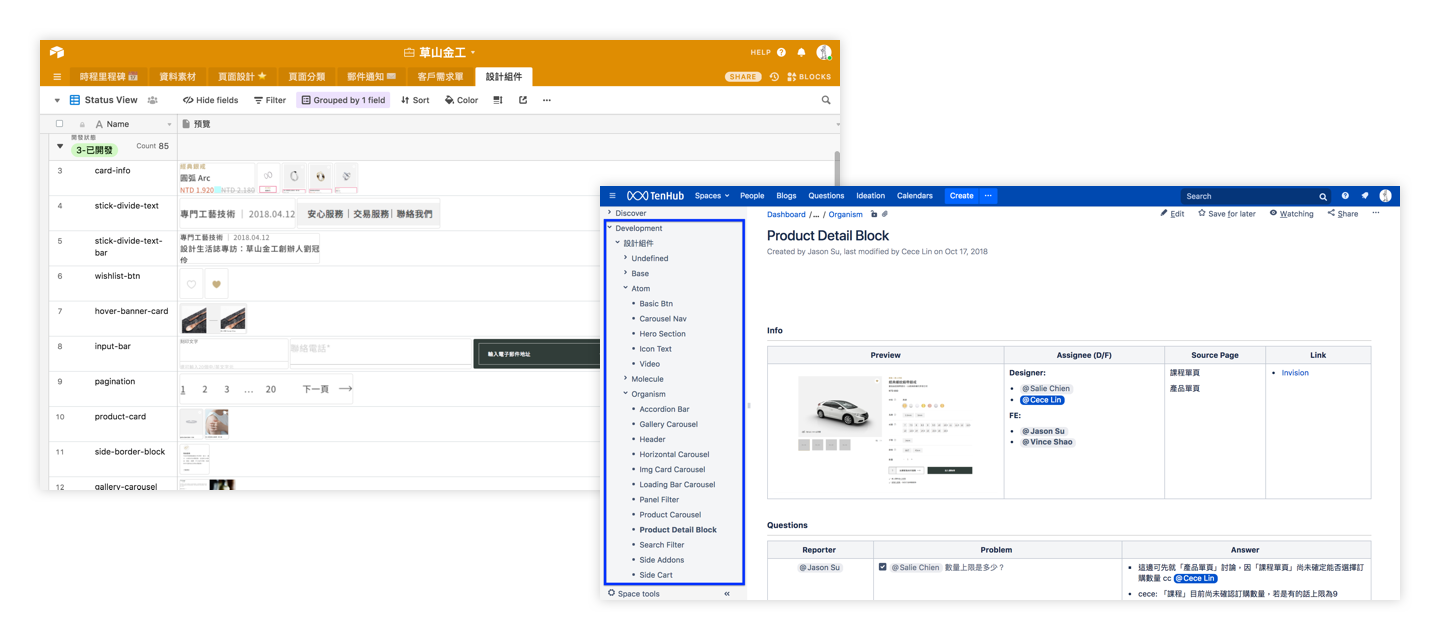 草山金工
HELP
時程里程碑
資料素材
頁面設計
頁面分類
郵件通知
客戶需求單
設計組件
SHARE
BLOCKS
Status View
Hide fields
Filter
Grouped by 1 field
Sort
Color
Name
預覽
開發狀態
3-已開發
Count 85
3 card-info
經典銀戒
圓弧 Arc
NTD 1,920 NTD 2,180
4 stick-divide-text
專門工藝技術 | 2018.04.12
安心服務 | 交易服務 | 聯絡我們
5 stick-divide-text-bar
專門工藝技術 | 2018.04.12
設計生活誌專訪：草山金工創辦人劉冠伶
6 wishlist-btn
7 hover-banner-card
8 input-bar
聯絡電話*
輸入電子郵件地址
9 pagination
1 2 3 ... 20 下一頁
10 product-card
11 side-border-block
12 gallery-carousel
TenHub
Spaces
People
Blogs
Questions
Ideation
Calendars
Create
Search
Discover
Development
設計組件
Undefined
Base
Atom
Basic Btn
Carousel Nav
Hero Section
Icon Text
Video
Molecule
Organism
Accordion Bar
Gallery Carousel
Header
Horizontal Carousel
Img Card Carousel
Loading Bar Carousel
Panel Filter
Product Carousel
Product Detail Block
Search Filter
Side Addons
Side Cart
Space tools
Dashboard /... / Organism
Edit
Save for later
Watching
Share
Product Detail Block
Created by Jason Su, last modified by Cece Lin on Oct 17, 2018
Info
Preview
Assignee (D/F)
Source Page
Link
Designer:
@Salie Chien
@Cece Lin
FE:
@Jason Su
@Vince Shao
課程單頁
產品單頁
Invision
Questions
Reporter
Problem
Answer
@Jason Su
@Salie Chien 數量上限是多少？
這邊可先就「產品單頁」討論，因「課程單頁」尚未確定能否選擇訂
購數量 cc @Cece Lin
cece: 「課程」目前尚未確認訂購數量，若是有的話上限為9